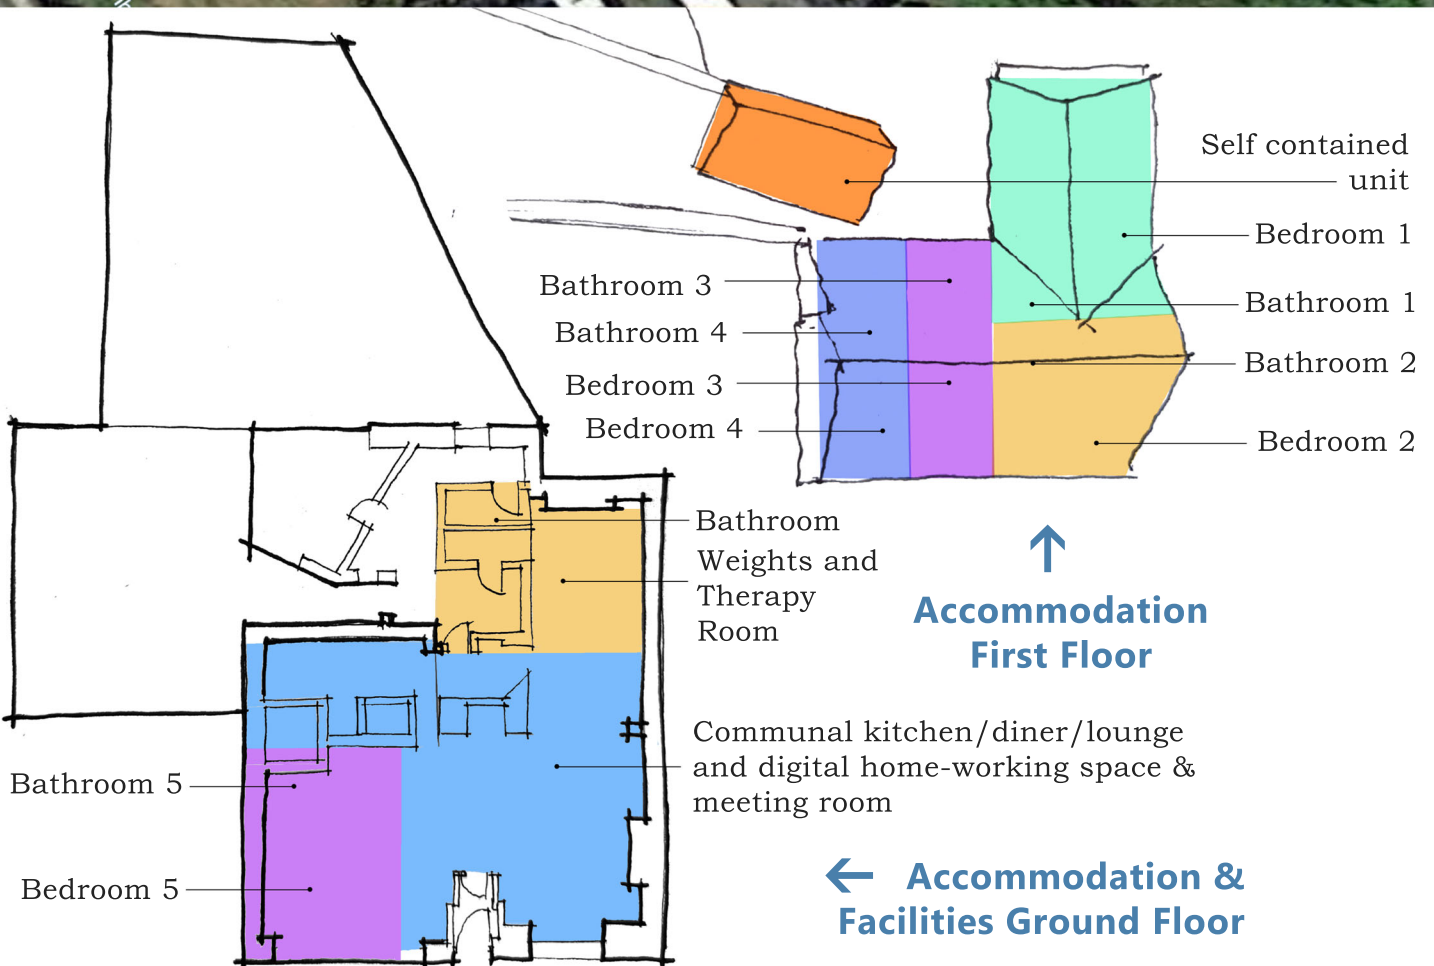 Self contained
unit
Bedroom 1
Bathroom 3
Bathroom 1
Bathroom 4
Bathroom 2
Bedroom 3
Bedroom 4
Bedroom 2
Bathroom
Weights and
Therapy
Room
Accommodation
First Floor
Communal kitchen/diner/lounge
and digital home-working space &
meeting room
Bathroom 5
Bedroom 5
Accommodation &
Facilities Ground Floor